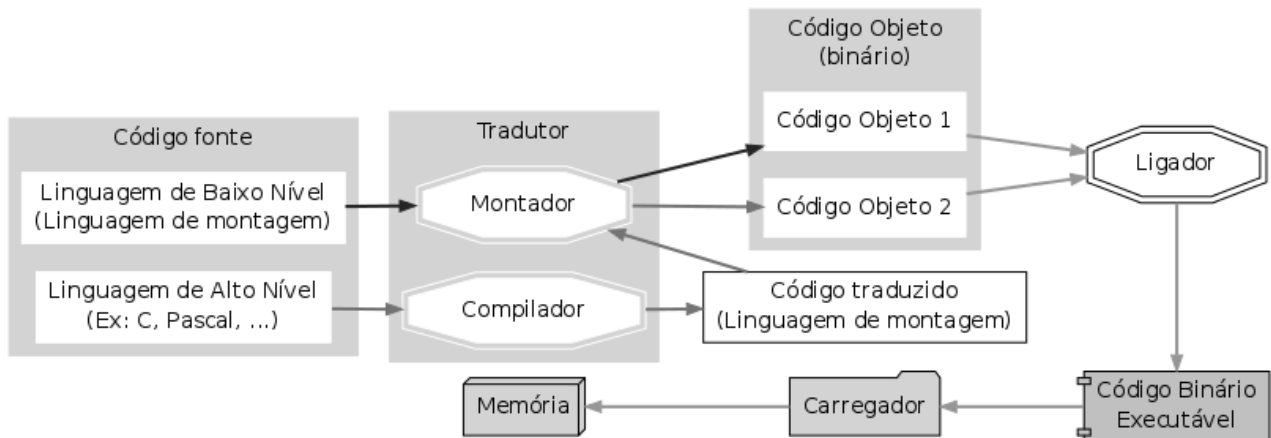 Código fonte
Linguagem de Baixo Nível
(Linguagem de montagem)
Linguagem de Alto Nível
(Ex: C, Pascal, ...)
Tradutor
Montador
Compilador
Código Objeto
(binário)
Código Objeto 1
Código Objeto 2
Código traduzido
(Linguagem de montagem)
Ligador
Código Binário
Executável
Carregador
Memória